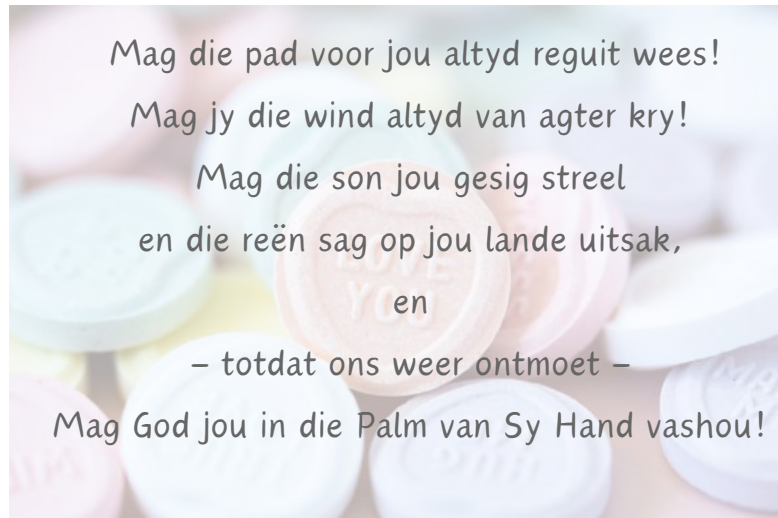 Mag die pad voor jou altyd reguit wees!
Mag jy die wind altyd van agter kry!
Mag die son jou gesig streel
en die reën sag op jou lande uitsak,
en
– totdat ons weer ontmoet –
Mag God jou in die Palm van Sy Hand vashou!
LOVE
YOU